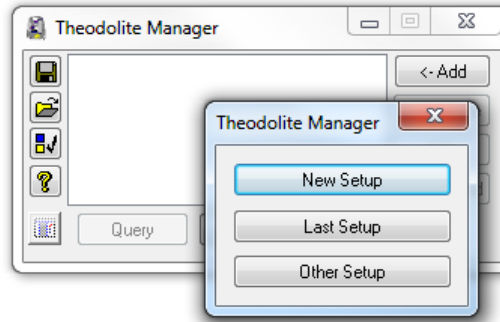 Theodolite Manager
<- Add
Theodolite Manager
New Setup
Query
Last Setup
Other Setup